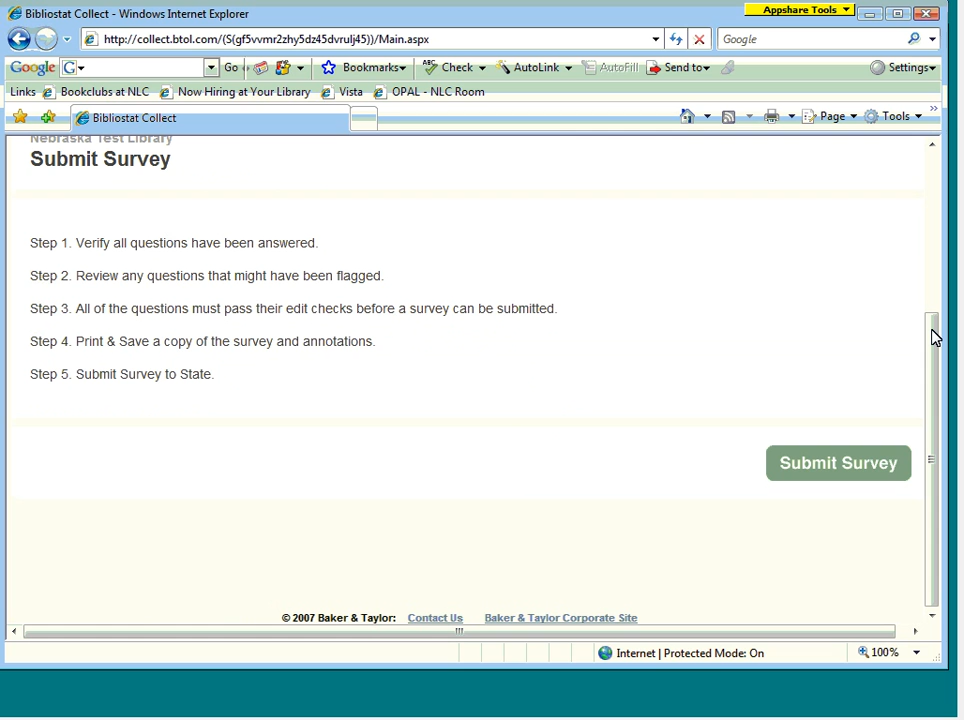 Bibliostat Collect - Windows Internet Explorer
Appshare Tools
http://collect.btol.com/(S(gf5vvmr2zhy5dz45dvrulj45))/Main.aspx
Google
Google G Go Bookmarks Check AutoLink AutoFill Send to Settings
Links Bookclubs at NLC Now Hiring at Your Library Vista OPAL - NLC Room
Bibliostat Collect Page Tools
Nebraska Test Library
Submit Survey
Step 1. Verify all questions have been answered.
Step 2. Review any questions that might have been flagged.
Step 3. All of the questions must pass their edit checks before a survey can be submitted.
Step 4. Print & Save a copy of the survey and annotations.
Step 5. Submit Survey to State.
Submit Survey
© 2007 Baker & Taylor: Contact Us Baker & Taylor Corporate Site
Internet | Protected Mode: On 100%